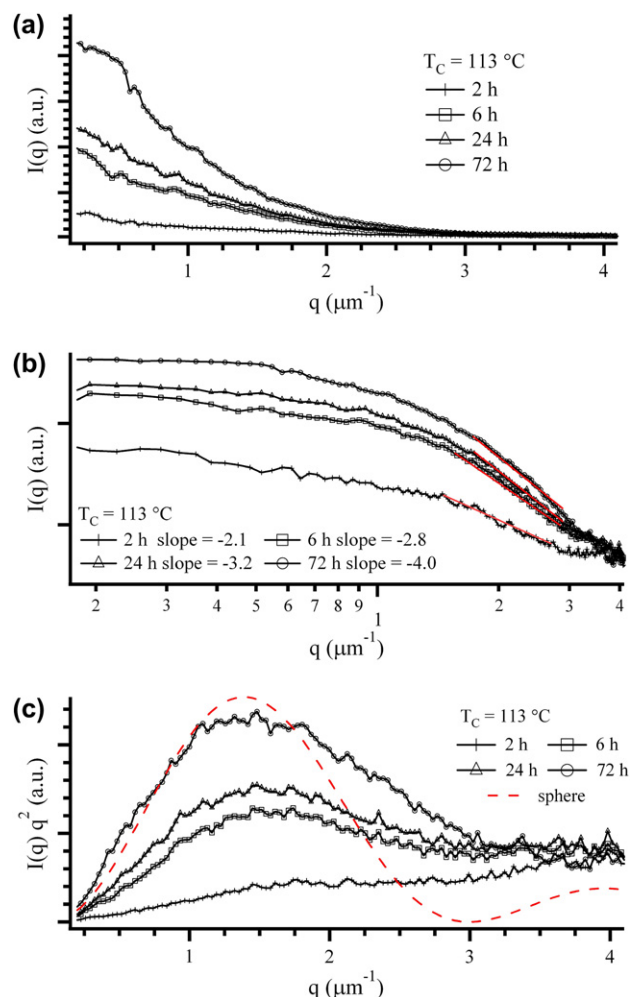 (a)
I(q) (a.u.)
T_C = 113 °C
2 h
6 h
24 h
72 h
1 2 3 4
q (μm⁻¹)
(b)
I(q) (a.u.)
T_C = 113 °C
2 h slope = -2.1 6 h slope = -2.8
24 h slope = -3.2 72 h slope = -4.0
2 3 4 5 6 7 8 9 1 2 3 4
q (μm⁻¹)
(c)
I(q) q² (a.u.)
T_C = 113 °C
2 h 6 h
24 h 72 h
sphere
1 2 3 4
q (μm⁻¹)